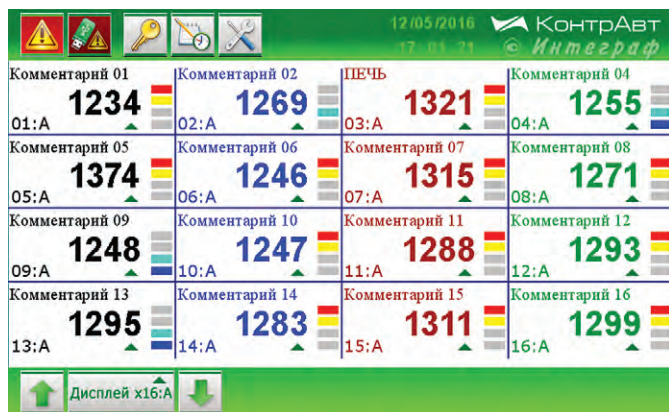 12/05/2016 КонтрАвт
17 01 21 © Интеграф
Комментарий 01 Комментарий 02 ПЕЧЬ Комментарий 04
1234 1269 1321 1255
01:A 02:A 03:A 04:A
Комментарий 05 Комментарий 06 Комментарий 07 Комментарий 08
1374 1246 1315 1271
05:A 06:A 07:A 08:A
Комментарий 09 Комментарий 10 Комментарий 11 Комментарий 12
1248 1247 1288 1293
09:A 10:A 11:A 12:A
Комментарий 13 Комментарий 14 Комментарий 15 Комментарий 16
1295 1283 1311 1299
13:A 14:A 15:A 16:A
Дисплей x16:A